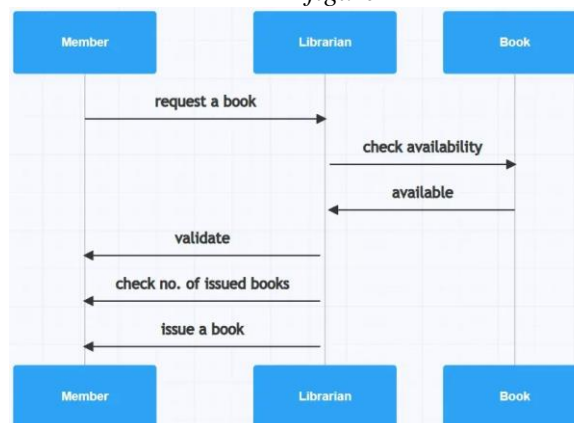 Member Librarian Book
request a book
check availability
available
validate
check no. of issued books
issue a book
Member Librarian Book